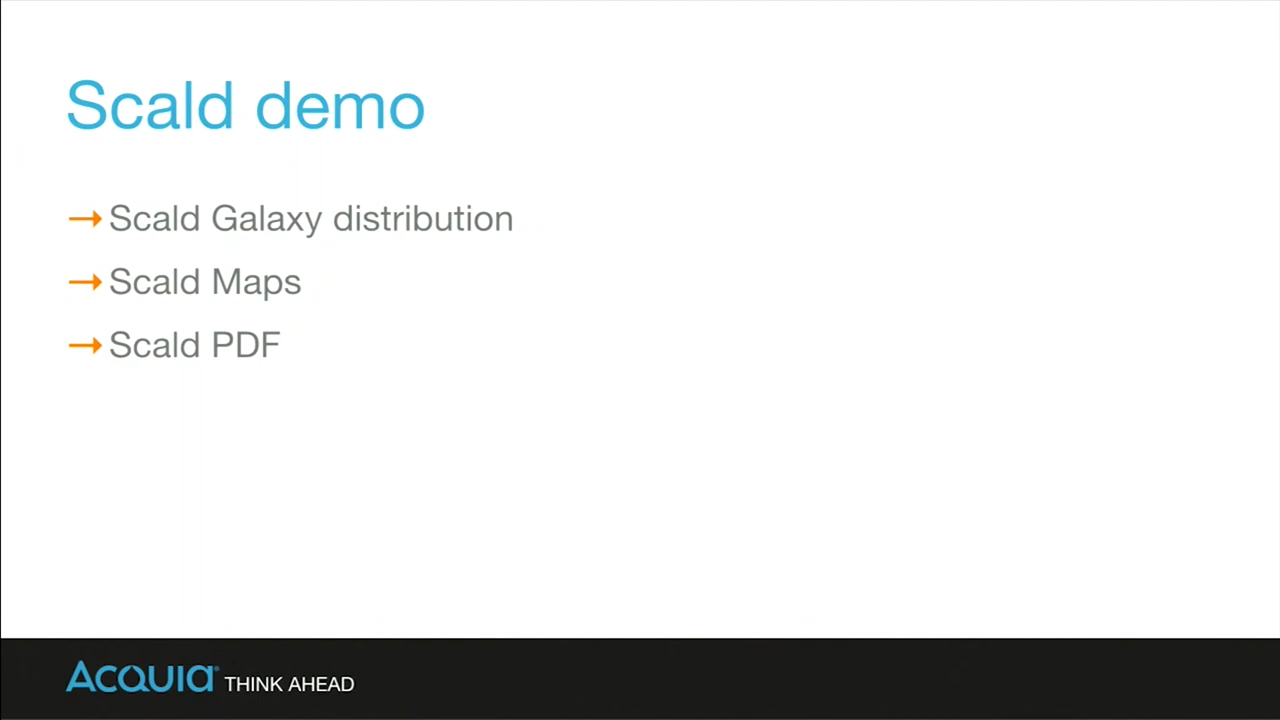 Scald demo
→ Scald Galaxy distribution
→ Scald Maps
→ Scald PDF
ACQUIA® THINK AHEAD